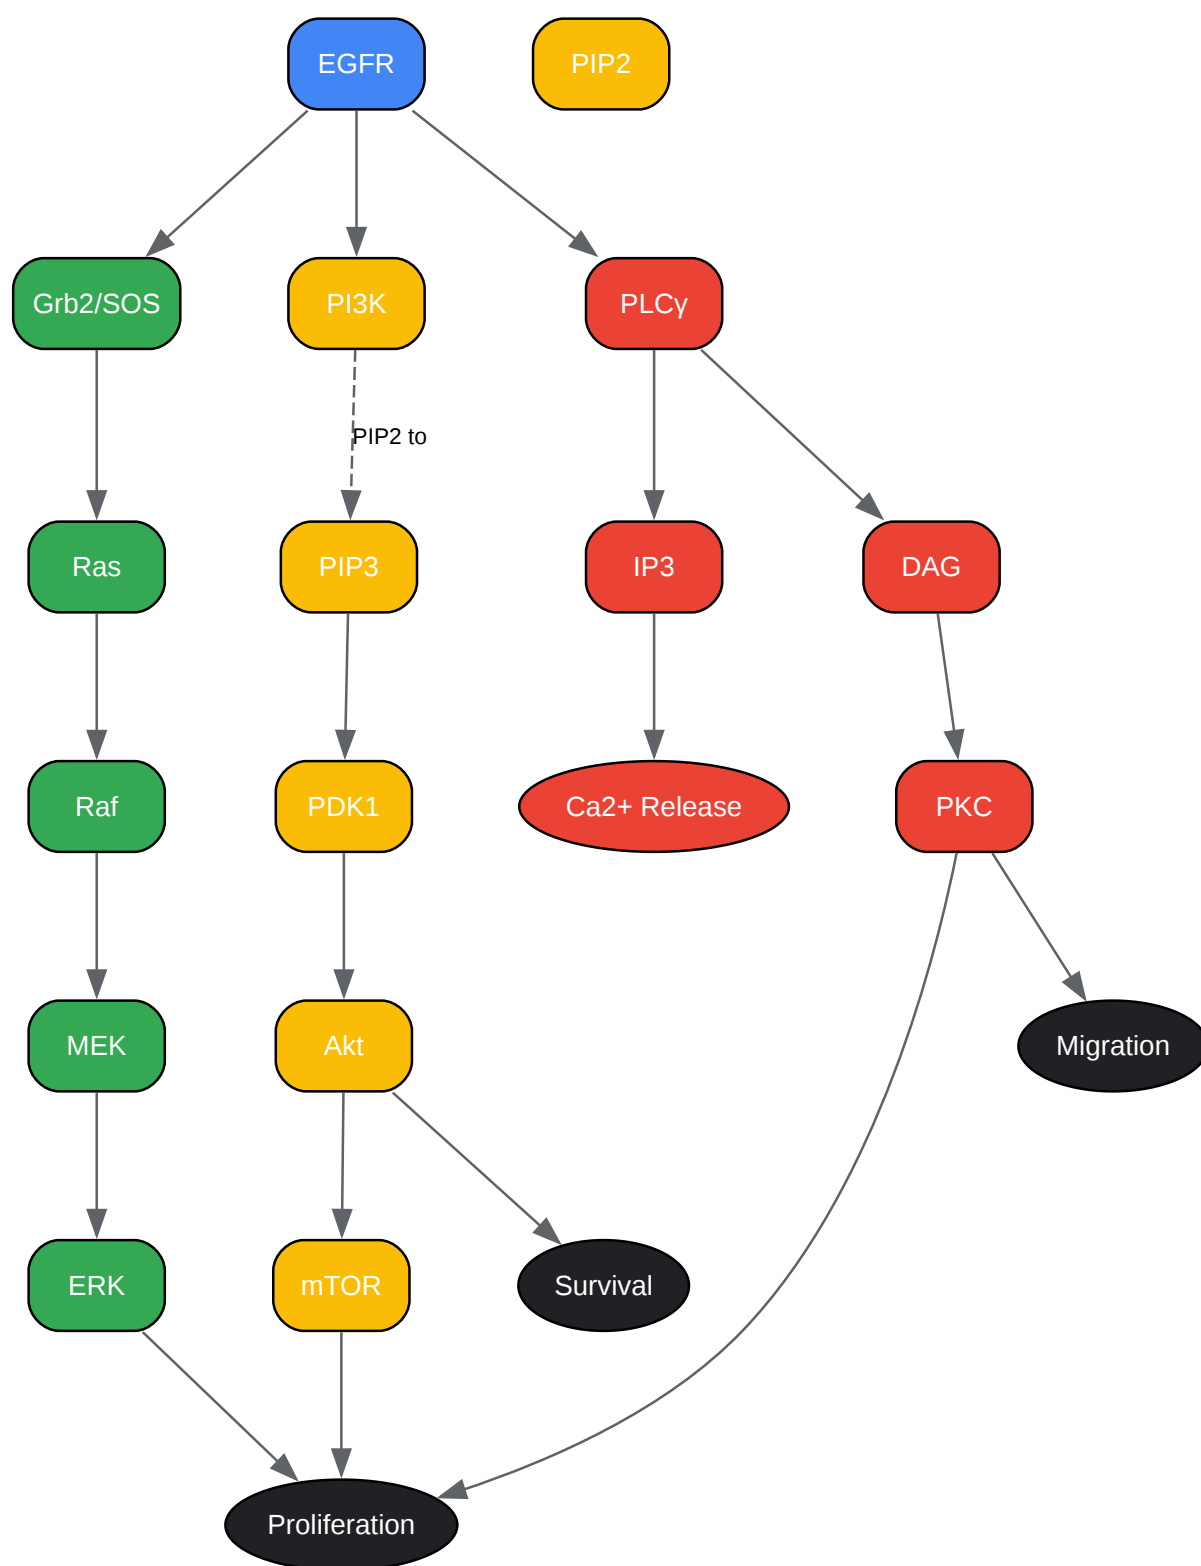 EGFR
PIP2
Grb2/SOS
PI3K
PLCγ
PIP2 to
Ras
PIP3
IP3
DAG
Raf
PDK1
Ca2+ Release
PKC
MEK
Akt
Migration
ERK
mTOR
Survival
Proliferation